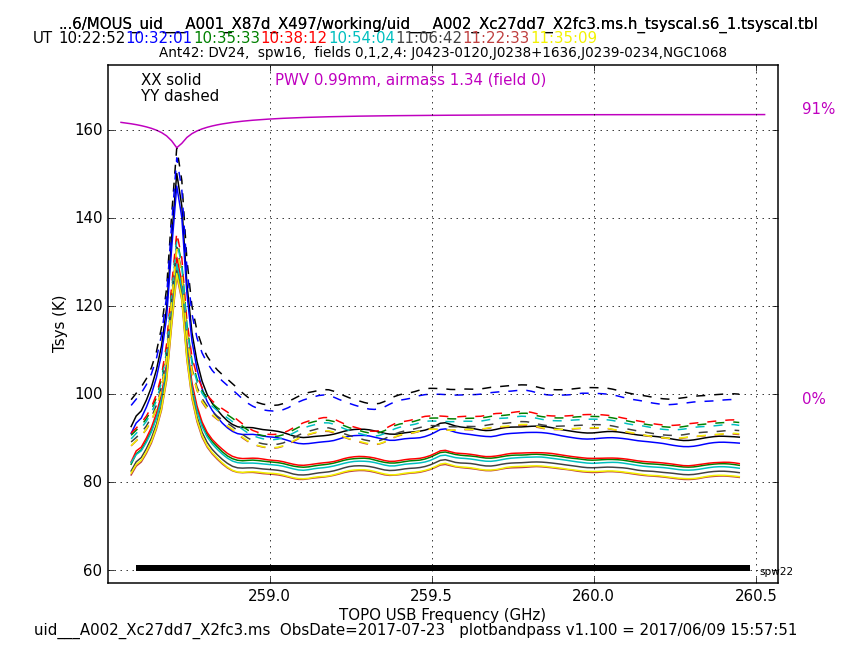 ...6/MOUS_uid___A001_X87d_X497/working/uid___A002_Xc27dd7_X2fc3.ms.h_tsyscal.s6_1.tsyscal.tbl
UT 10:22:52 10:32:01 10:35:33 10:38:12 10:54:04 11:06:42 11:22:33 11:35:09
Ant42: DV24, spw16, fields 0,1,2,4: J0423-0120,J0238+1636,J0239-0234,NGC1068
XX solid
YY dashed
PWV 0.99mm, airmass 1.34 (field 0)
91%
0%
160
140
120
100
80
60
Tsys (K)
spw22
259.0 259.5 260.0 260.5
TOPO USB Frequency (GHz)
uid___A002_Xc27dd7_X2fc3.ms ObsDate=2017-07-23 plotbandpass v1.100 = 2017/06/09 15:57:51